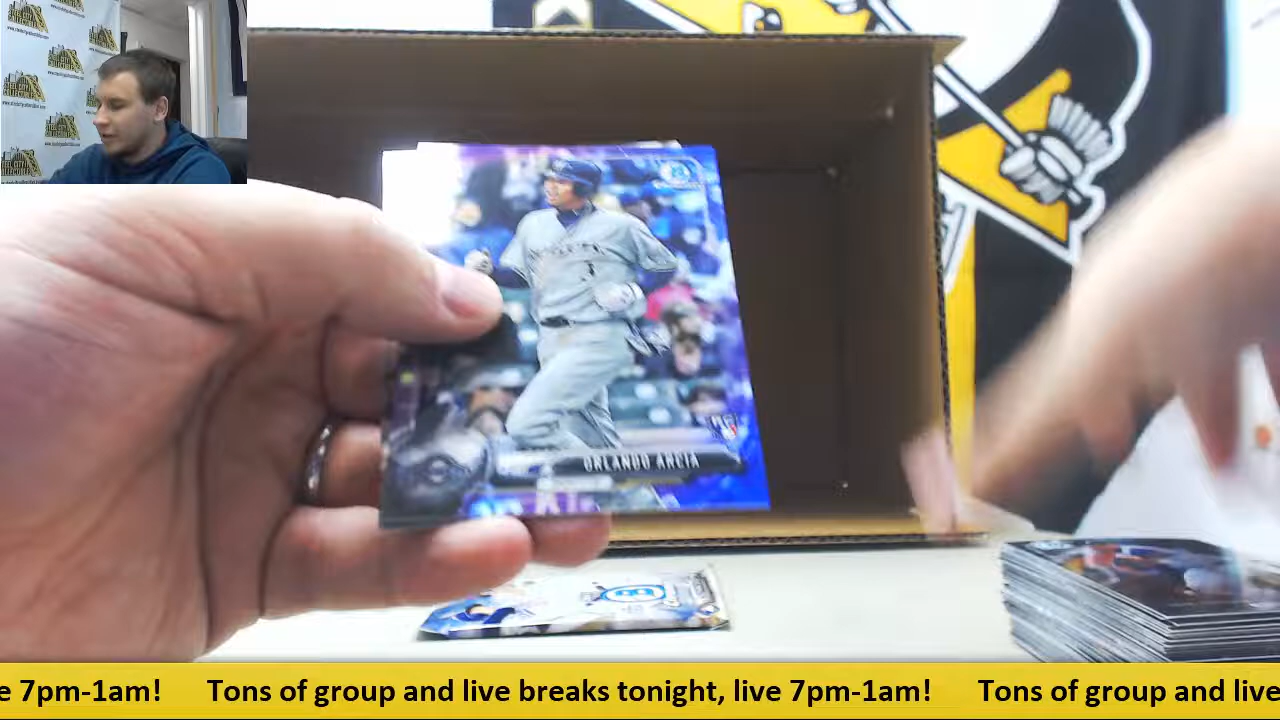 ORLANDO ARCIA
3
e 7pm-1am! Tons of group and live breaks tonight, live 7pm-1am! Tons of group and live